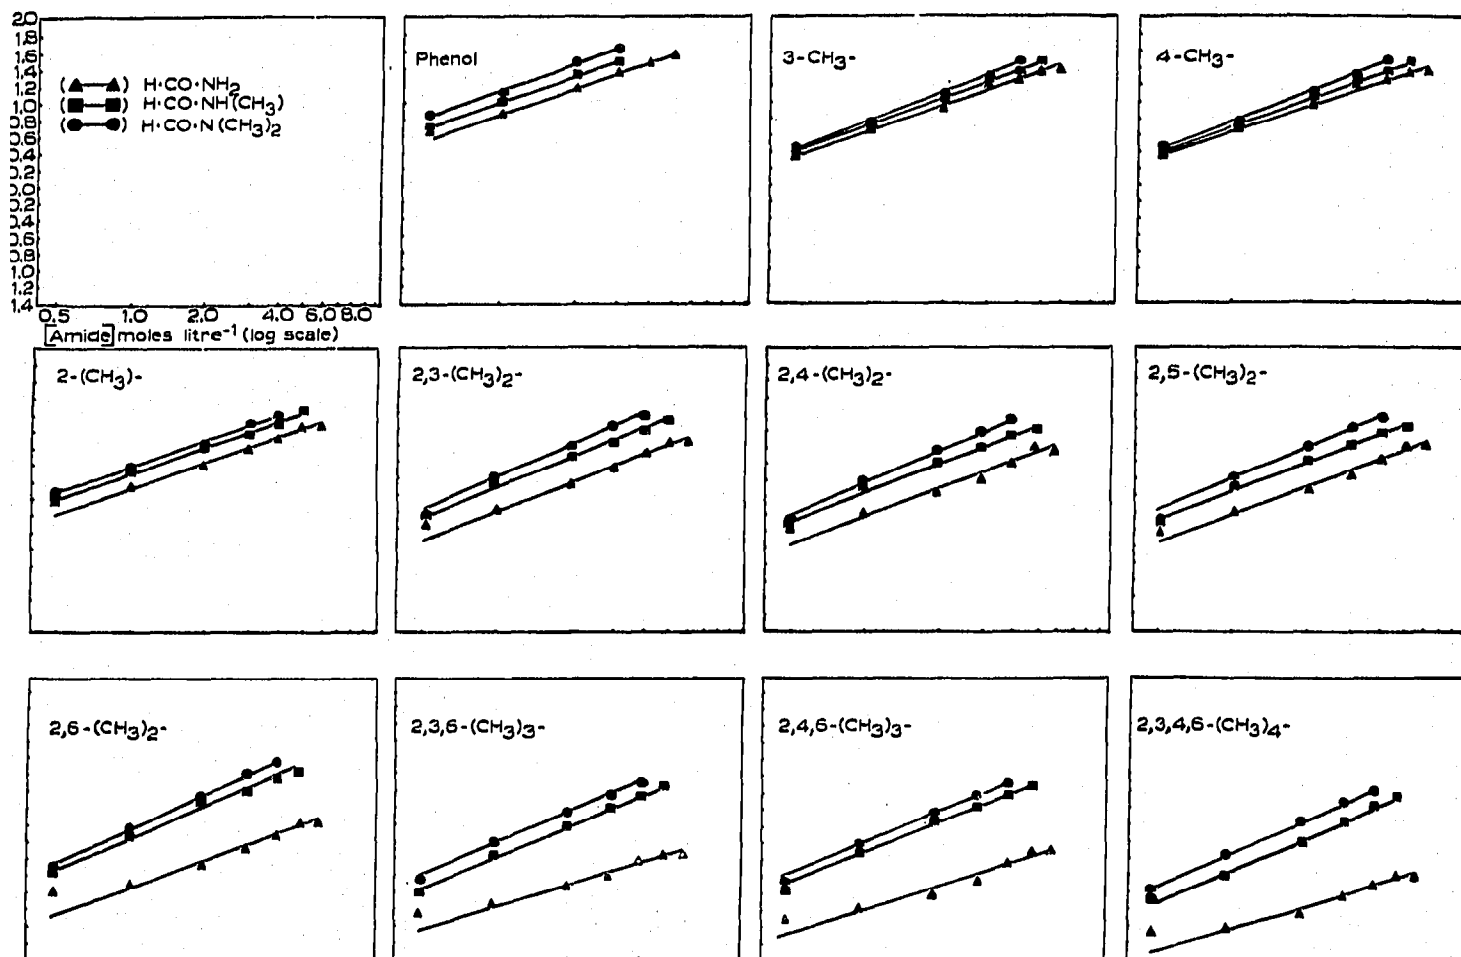 2.0
1.8
1.6
1.4
1.2
1.0
0.8
0.6
0.4
0.2
0.0
0.2
0.4
0.6
0.8
1.0
1.2
1.4
(▲) H·CO·NH2
(■) H·CO·NH(CH3)
(●) H·CO·N(CH3)2
0.5 1.0 2.0 4.0 6.0 8.0
[Amide] moles litre-1 (log scale)
Phenol
3-CH3-
4-CH3-
2-(CH3)-
2,3-(CH3)2-
2,4-(CH3)2-
2,5-(CH3)2-
2,6-(CH3)2-
2,3,6-(CH3)3-
2,4,6-(CH3)3-
2,3,4,6-(CH3)4-